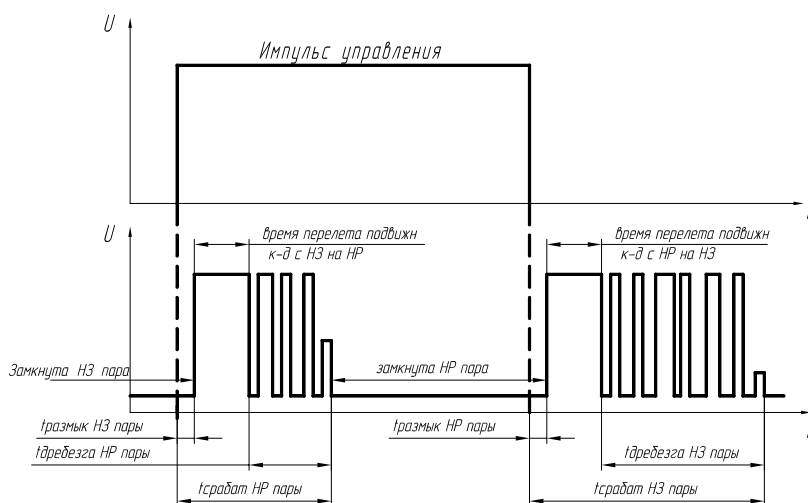 U
Импульс управления
U
время перелета подвижн
к-д с НЗ на НР
время перелета подвижн
к-д с НР на НЗ
Замкнута НЗ пара
замкнута НР пара
tразмык НЗ пары
tразмык НР пары
tдребезга НР пары
tдребезга НЗ пары
tсрабат НР пары
tсрабат НЗ пары